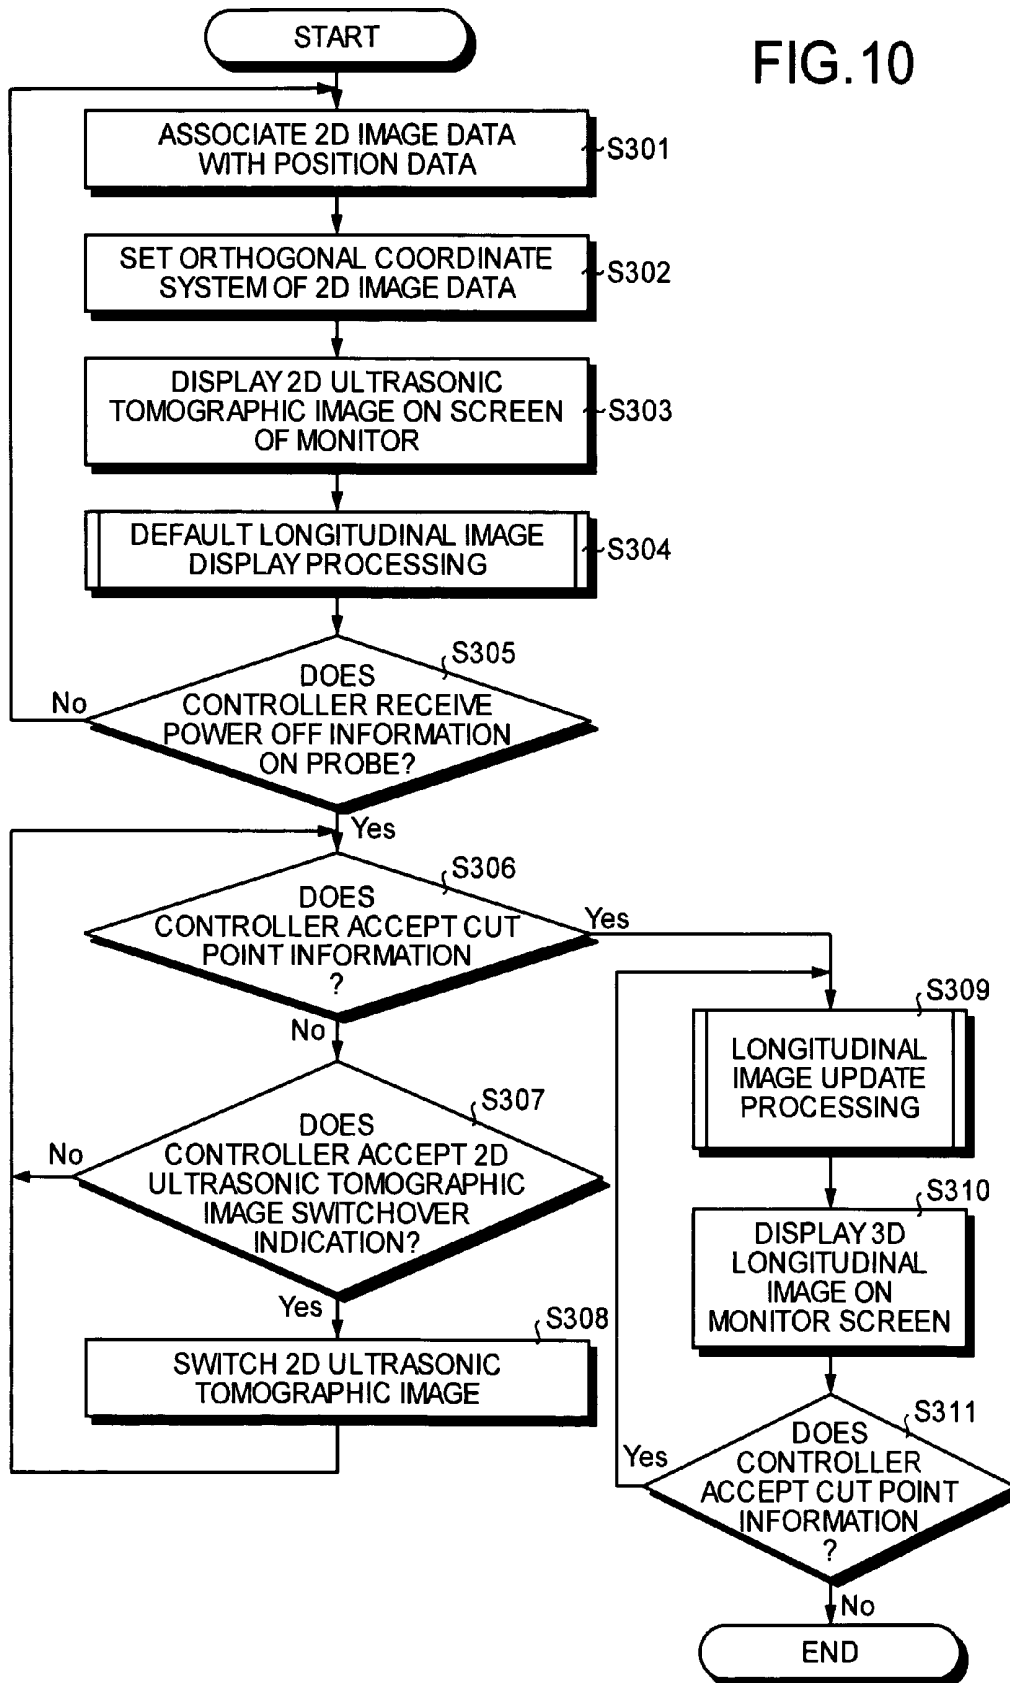 START
FIG.10
ASSOCIATE 2D IMAGE DATA
WITH POSITION DATA
S301
SET ORTHOGONAL COORDINATE
SYSTEM OF 2D IMAGE DATA
S302
DISPLAY 2D ULTRASONIC
TOMOGRAPHIC IMAGE ON SCREEN
OF MONITOR
S303
DEFAULT LONGITUDINAL IMAGE
DISPLAY PROCESSING
S304
S305
DOES
CONTROLLER RECEIVE
POWER OFF INFORMATION
ON PROBE?
No
Yes
S306
DOES
CONTROLLER ACCEPT CUT
POINT INFORMATION
?
Yes
No
S307
DOES
CONTROLLER ACCEPT 2D
ULTRASONIC TOMOGRAPHIC
IMAGE SWITCHOVER
INDICATION?
No
Yes
S308
SWITCH 2D ULTRASONIC
TOMOGRAPHIC IMAGE
S309
LONGITUDINAL
IMAGE UPDATE
PROCESSING
S310
DISPLAY 3D
LONGITUDINAL
IMAGE ON
MONITOR SCREEN
S311
DOES
CONTROLLER
ACCEPT CUT POINT
INFORMATION
?
Yes
No
END